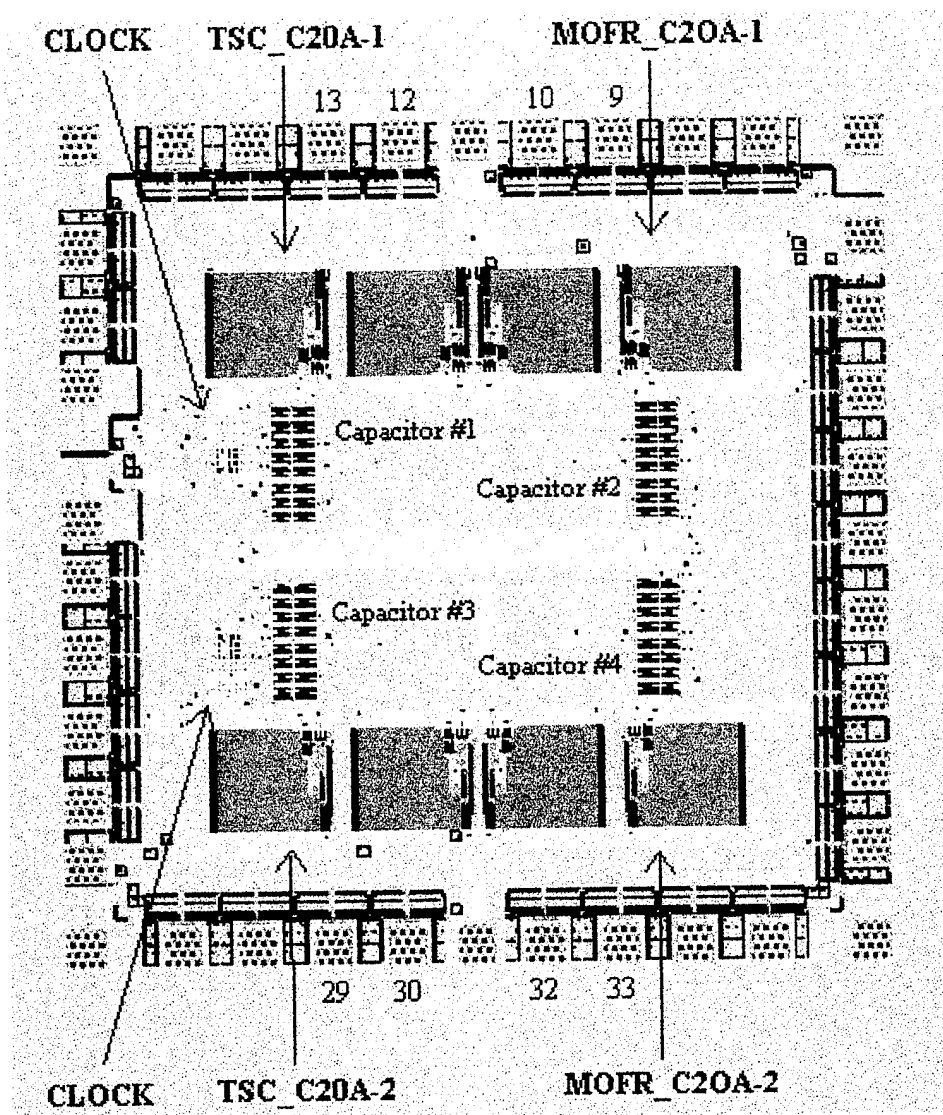 CLOCK TSC_C20A-1 MOFR_C2OA-1
13 12 10 9
Capacitor #1
Capacitor #2
Capacitor #3
Capacitor #4
29 30 32 33
CLOCK TSC_C20A-2 MOFR_C2OA-2